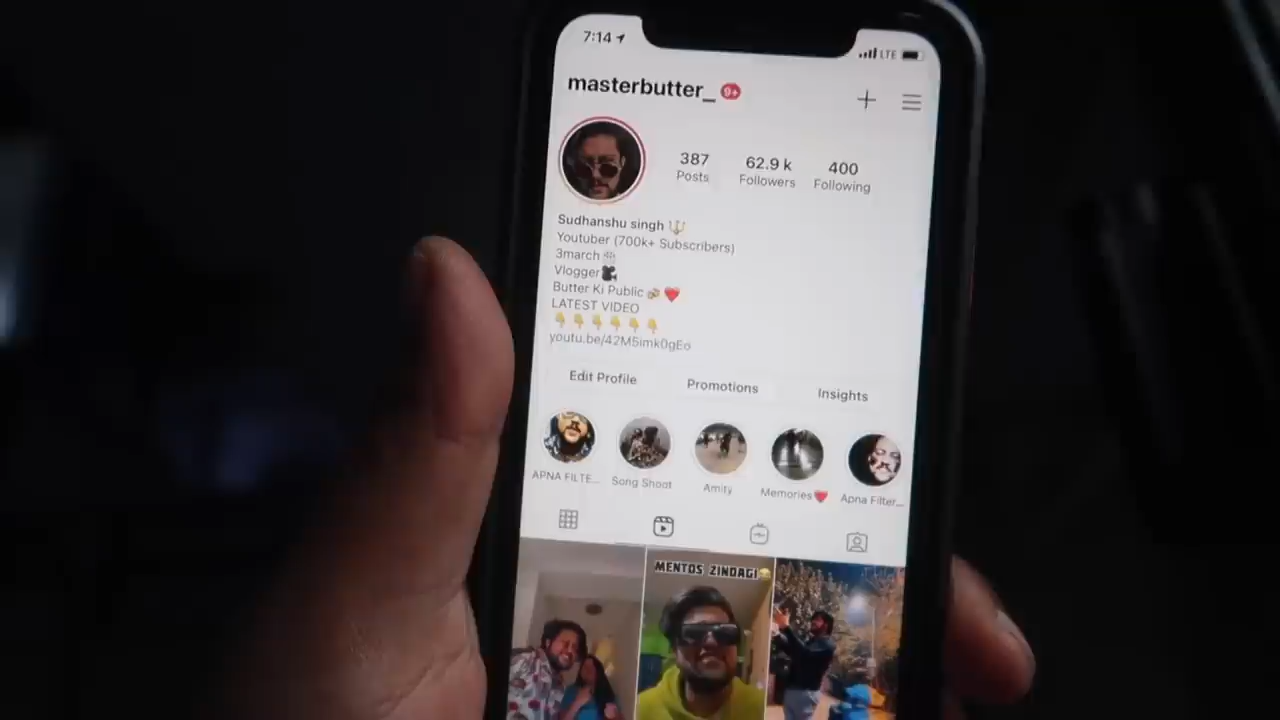 7:14 LTE
masterbutter_ 9+
387 62.9 k 400
Posts Followers Following
Sudhanshu singh
Youtuber (700k+ Subscribers)
3march
Vlogger
Butter Ki Public ❤️
LATEST VIDEO
👇👇👇👇👇👇
youtu.be/42M5imk0gEo
Edit Profile Promotions Insights
APNA FILTE... Song Shoot Amity Memories❤️ Apna Filter...
MENTOS ZINDAGI😂